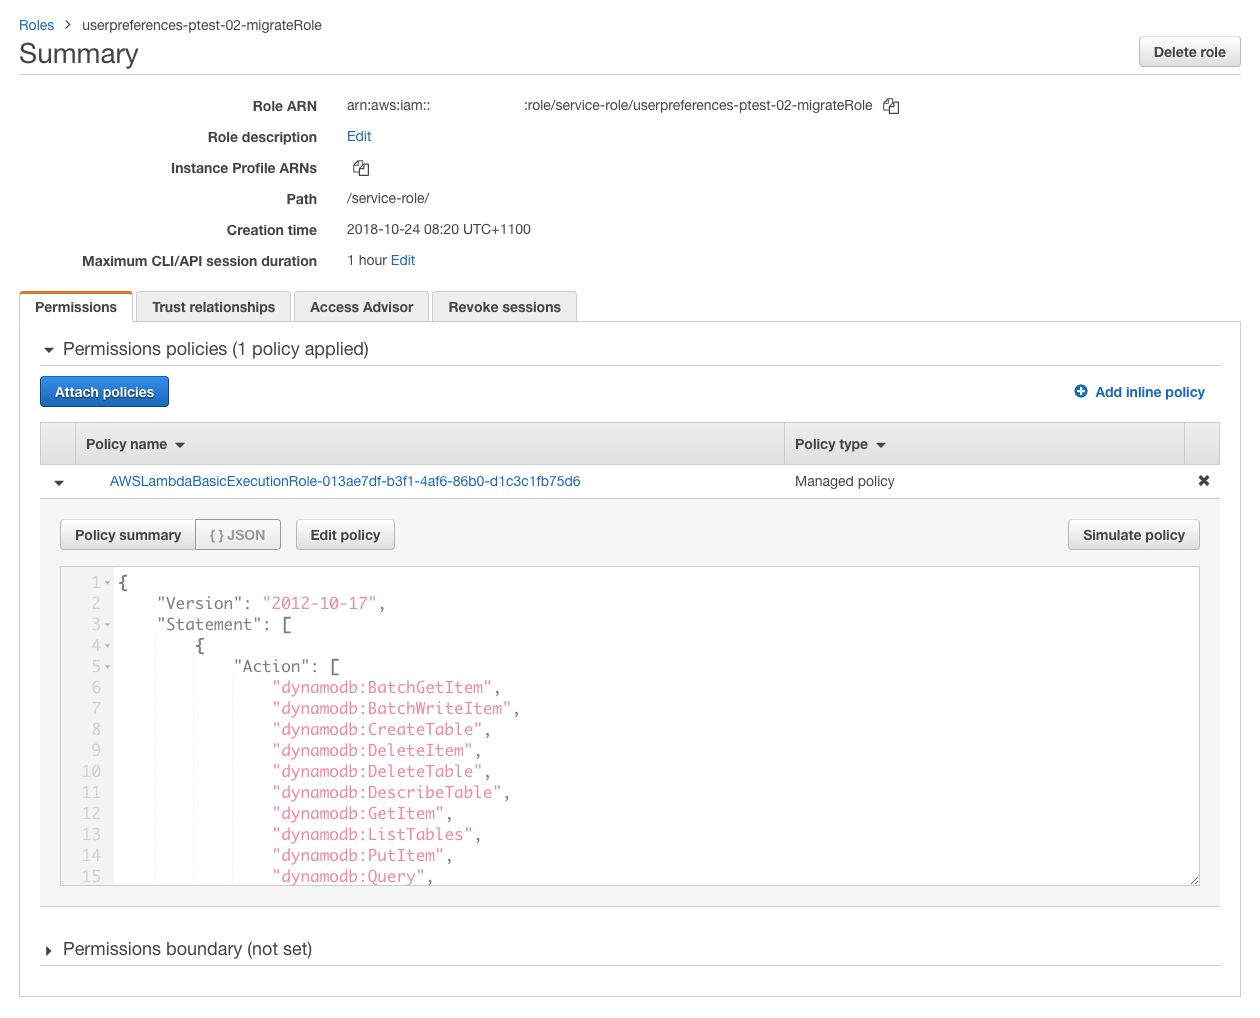 Roles > userpreferences-ptest-02-migrateRole
Summary
Delete role
Role ARN arn:aws:iam:: :role/service-role/userpreferences-ptest-02-migrateRole
Role description Edit
Instance Profile ARNs
Path /service-role/
Creation time 2018-10-24 08:20 UTC+1100
Maximum CLI/API session duration 1 hour Edit
Permissions Trust relationships Access Advisor Revoke sessions
Permissions policies (1 policy applied)
Attach policies Add inline policy
Policy name Policy type
AWSLambdaBasicExecutionRole-013ae7df-b3f1-4af6-86b0-d1c3c1fb75d6 Managed policy
Policy summary { } JSON Edit policy Simulate policy
1 {
2 "Version": "2012-10-17",
3 "Statement": [
4 {
5 "Action": [
6 "dynamodb:BatchGetItem",
7 "dynamodb:BatchWriteItem",
8 "dynamodb:CreateTable",
9 "dynamodb:DeleteItem",
10 "dynamodb:DeleteTable",
11 "dynamodb:DescribeTable",
12 "dynamodb:GetItem",
13 "dynamodb:ListTables",
14 "dynamodb:PutItem",
15 "dynamodb:Query",
Permissions boundary (not set)